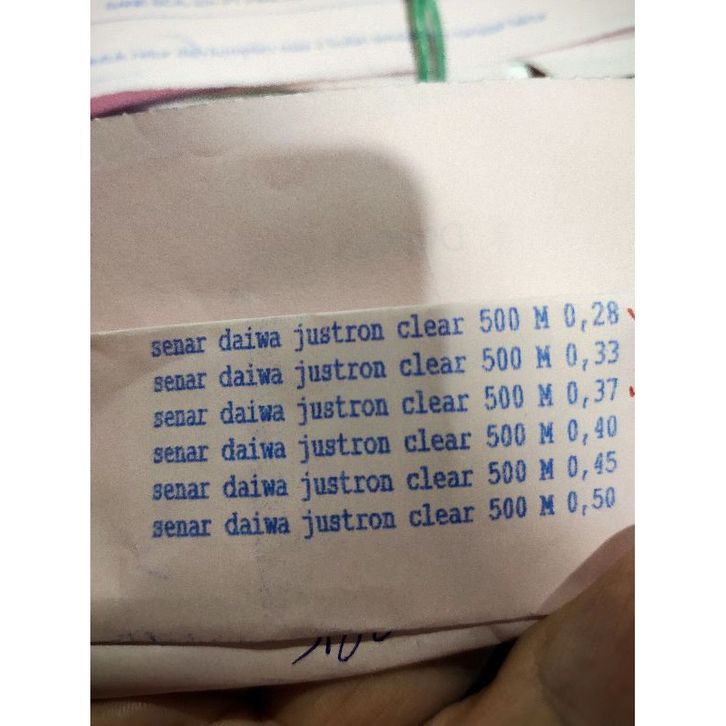 senar daiwa justron clear 500 M 0,28
senar daiwa justron clear 500 M 0,33
senar daiwa justron clear 500 M 0,37
senar daiwa justron clear 500 M 0,40
senar daiwa justron clear 500 M 0,45
senar daiwa justron clear 500 M 0,50